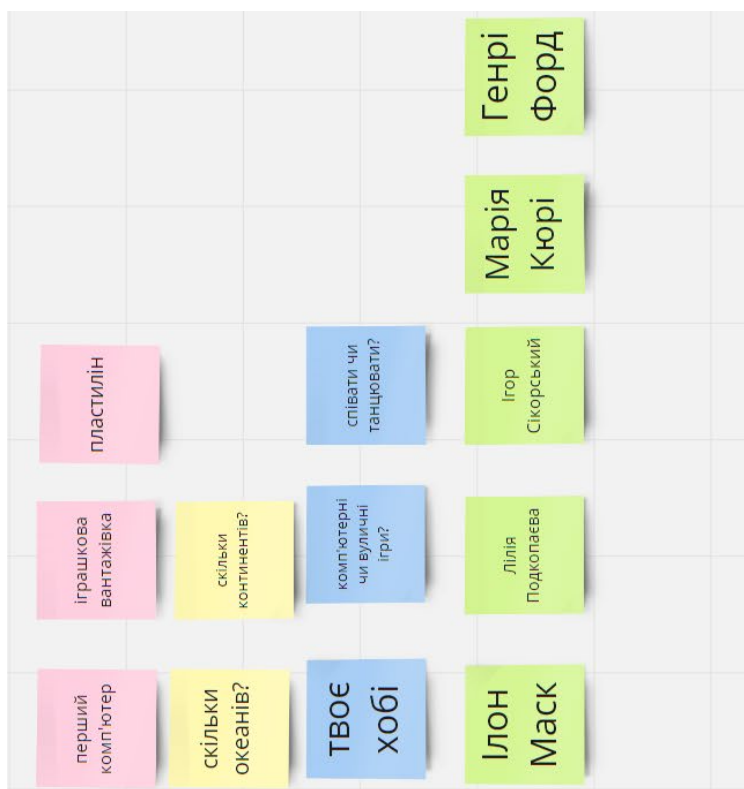 перший
комп'ютер
іграшкова
вантажівка
пластилін
скільки
океанів?
скільки
континентів?
твоє
хобі
комп'ютерні
чи вуличні
ігри?
співати чи
танцювати?
Ілон
Маск
Лілія
Подкопаєва
Ігор
Сікорський
Марія
Кюрі
Генрі
Форд